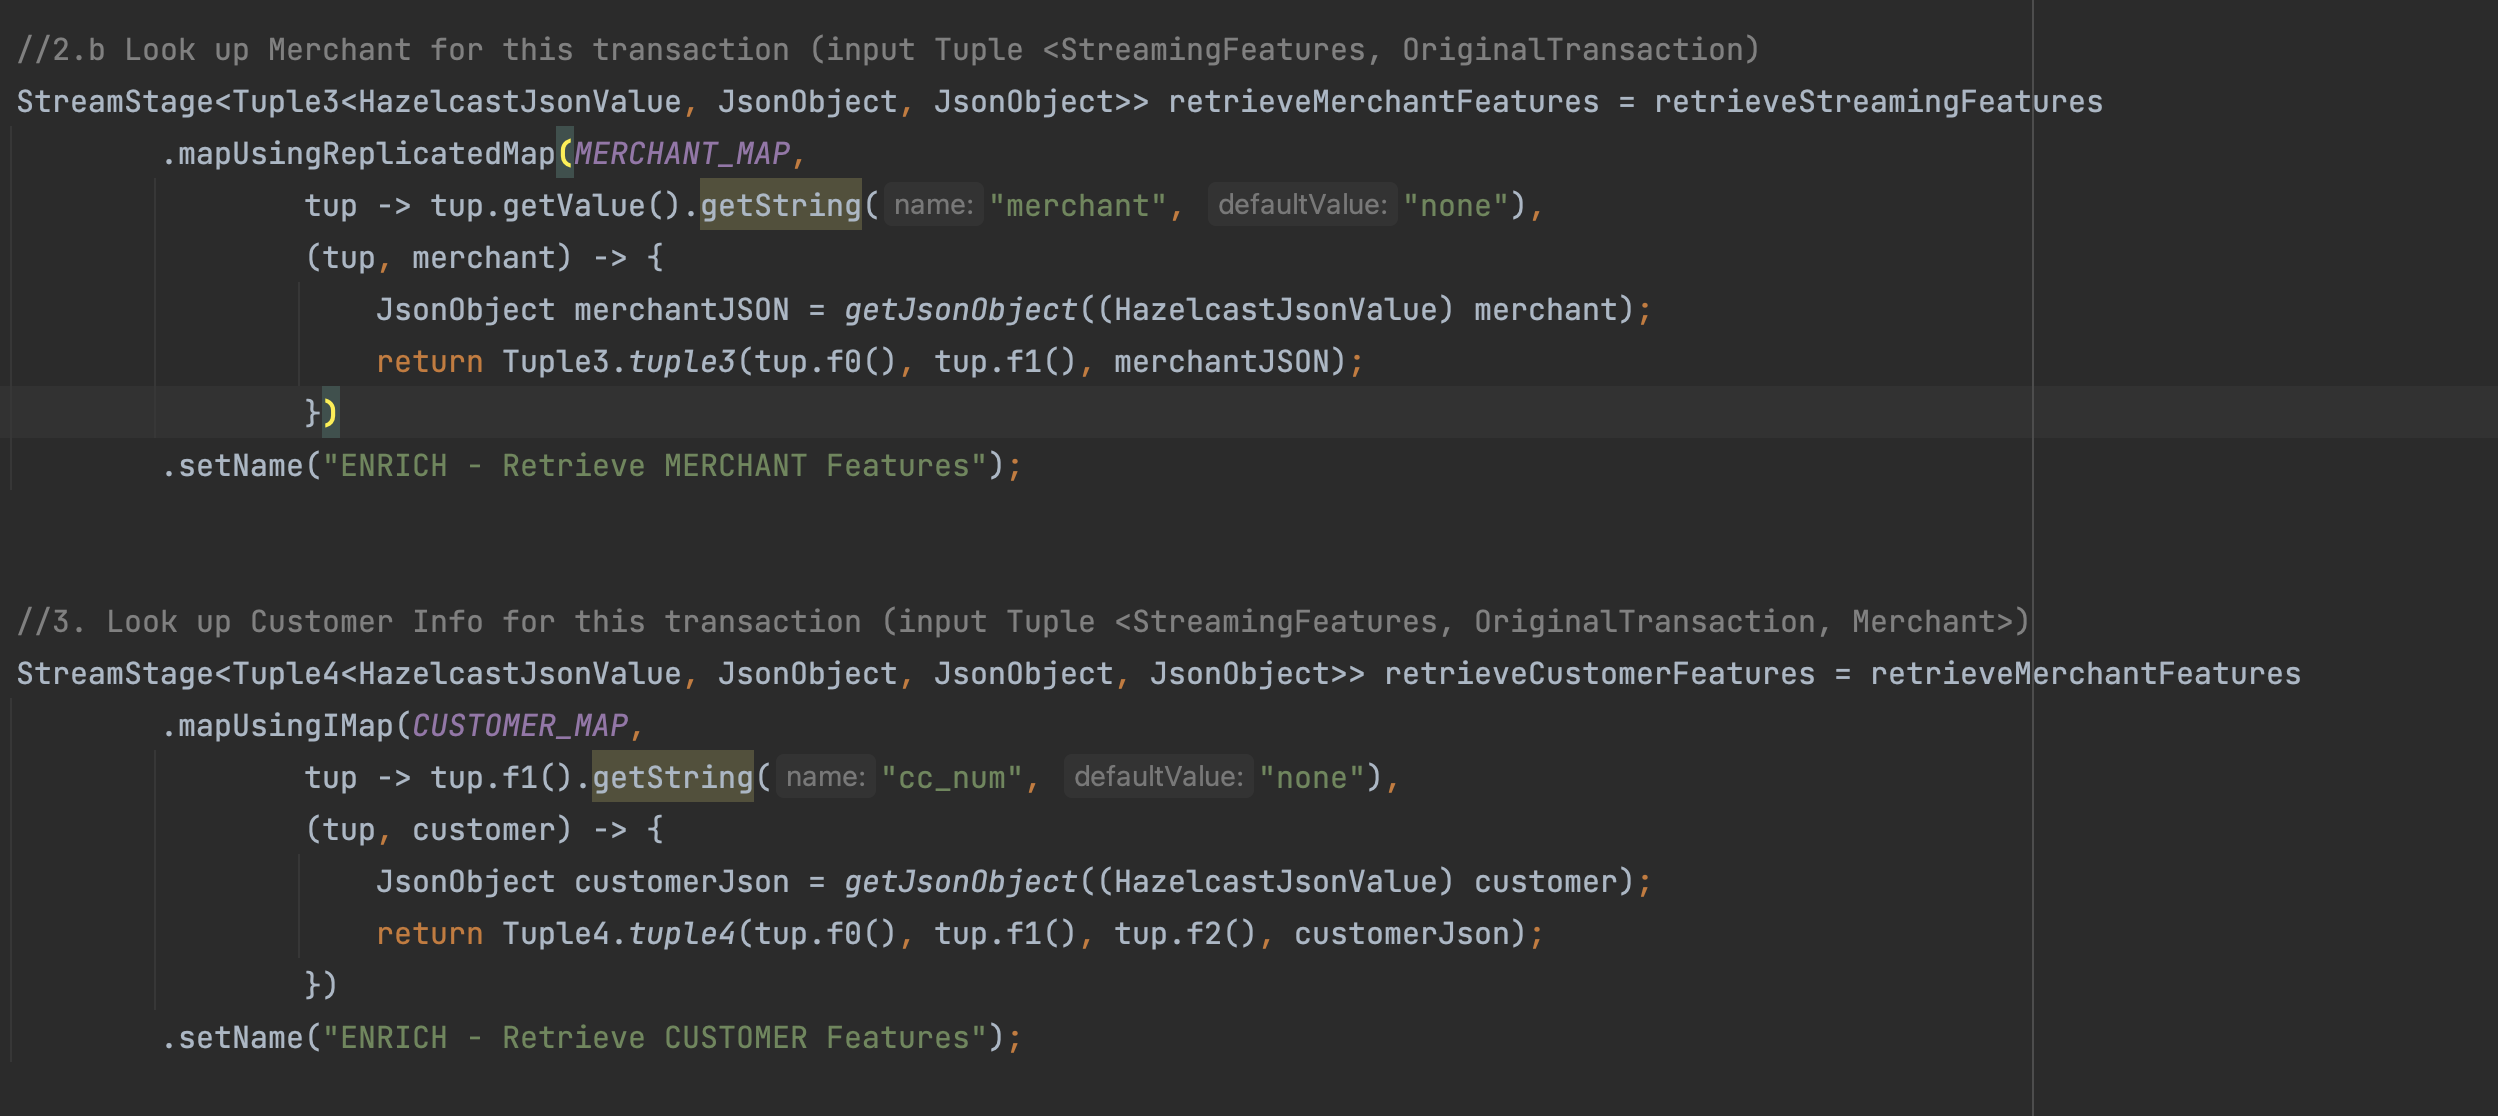 //2.b Look up Merchant for this transaction (input Tuple <StreamingFeatures, OriginalTransaction)
StreamStage<Tuple3<HazelcastJsonValue, JsonObject, JsonObject>> retrieveMerchantFeatures = retrieveStreamingFeatures
.mapUsingReplicatedMap(MERCHANT_MAP,
tup -> tup.getValue().getString( name: "merchant", defaultValue: "none"),
(tup, merchant) -> {
JsonObject merchantJSON = getJsonObject((HazelcastJsonValue) merchant);
return Tuple3.tuple3(tup.f0(), tup.f1(), merchantJSON);
})
.setName("ENRICH - Retrieve MERCHANT Features");
//3. Look up Customer Info for this transaction (input Tuple <StreamingFeatures, OriginalTransaction, Merchant>)
StreamStage<Tuple4<HazelcastJsonValue, JsonObject, JsonObject, JsonObject>> retrieveCustomerFeatures = retrieveMerchantFeatures
.mapUsingIMap(CUSTOMER_MAP,
tup -> tup.f1().getString( name: "cc_num", defaultValue: "none"),
(tup, customer) -> {
JsonObject customerJson = getJsonObject((HazelcastJsonValue) customer);
return Tuple4.tuple4(tup.f0(), tup.f1(), tup.f2(), customerJson);
})
.setName("ENRICH - Retrieve CUSTOMER Features");